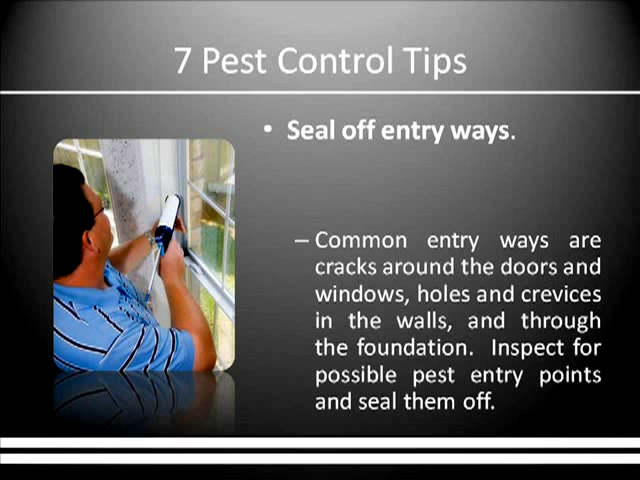 7 Pest Control Tips
• Seal off entry ways.
– Common entry ways are
cracks around the doors and
windows, holes and crevices
in the walls, and through
the foundation. Inspect for
possible pest entry points
and seal them off.